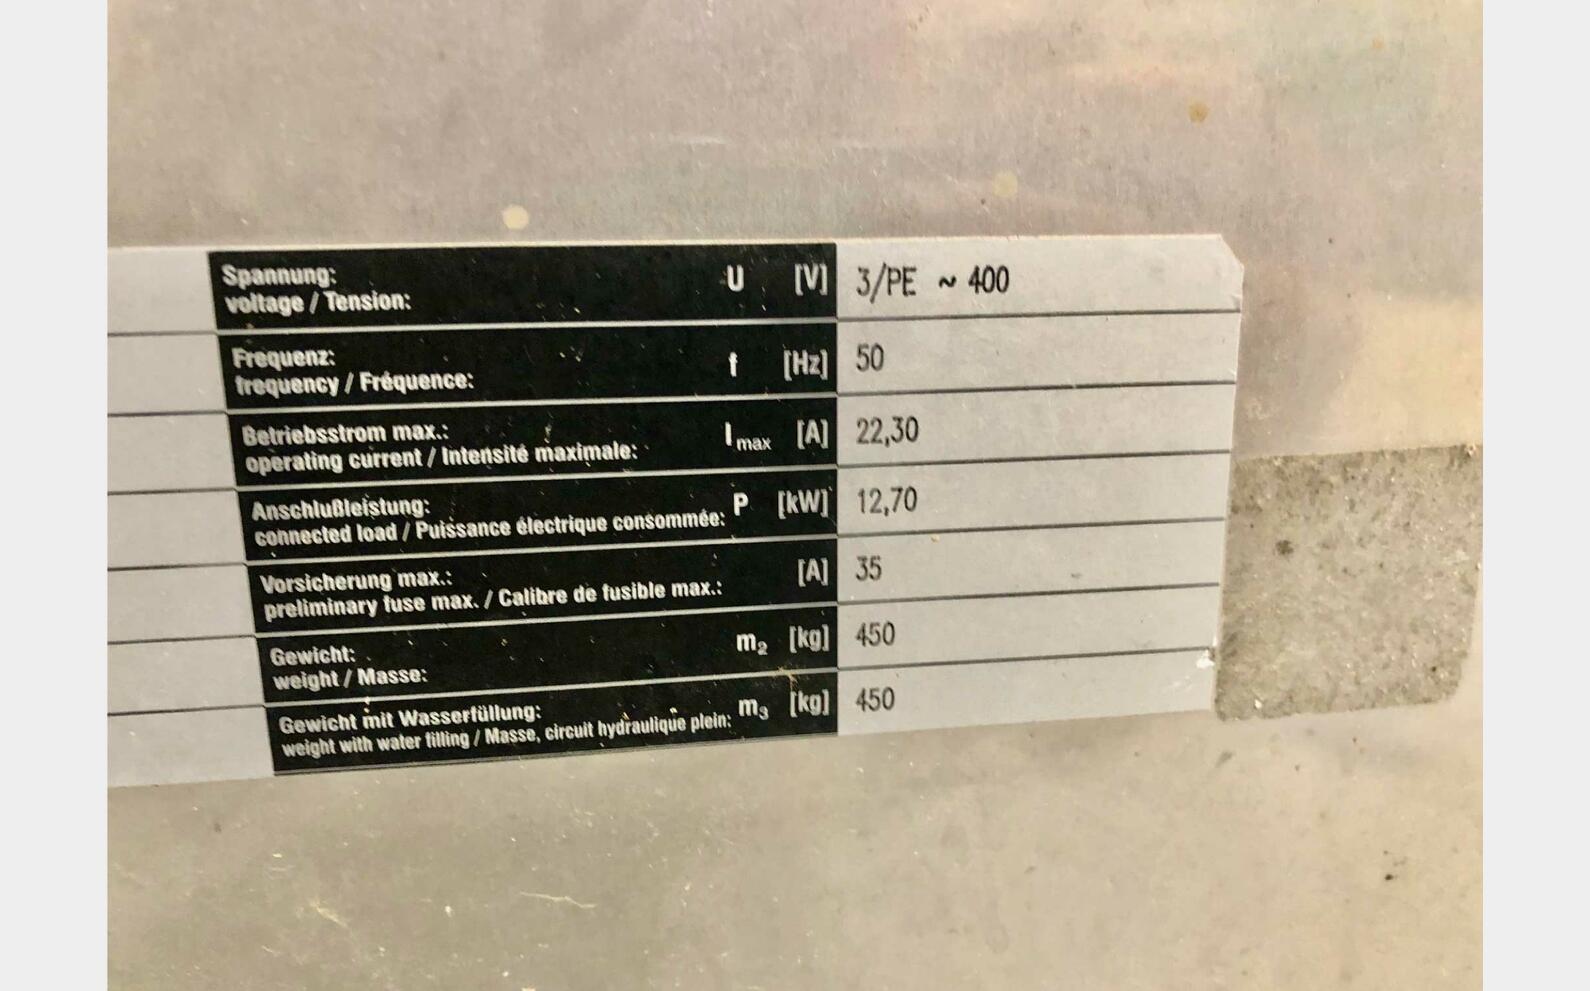 Spannung: U [V] 3/PE ~ 400
voltage / Tension:
Frequenz: f [Hz] 50
frequency / Fréquence:
Betriebsstrom max.: I max [A] 22,30
operating current / Intensité maximale:
Anschlußleistung: P [kW] 12,70
connected load / Puissance électrique consommée:
Vorsicherung max.: [A] 35
preliminary fuse max. / Calibre de fusible max.:
Gewicht: m2 [kg] 450
weight / Masse:
Gewicht mit Wasserfüllung: m3 [kg] 450
weight with water filling / Masse, circuit hydraulique plein: